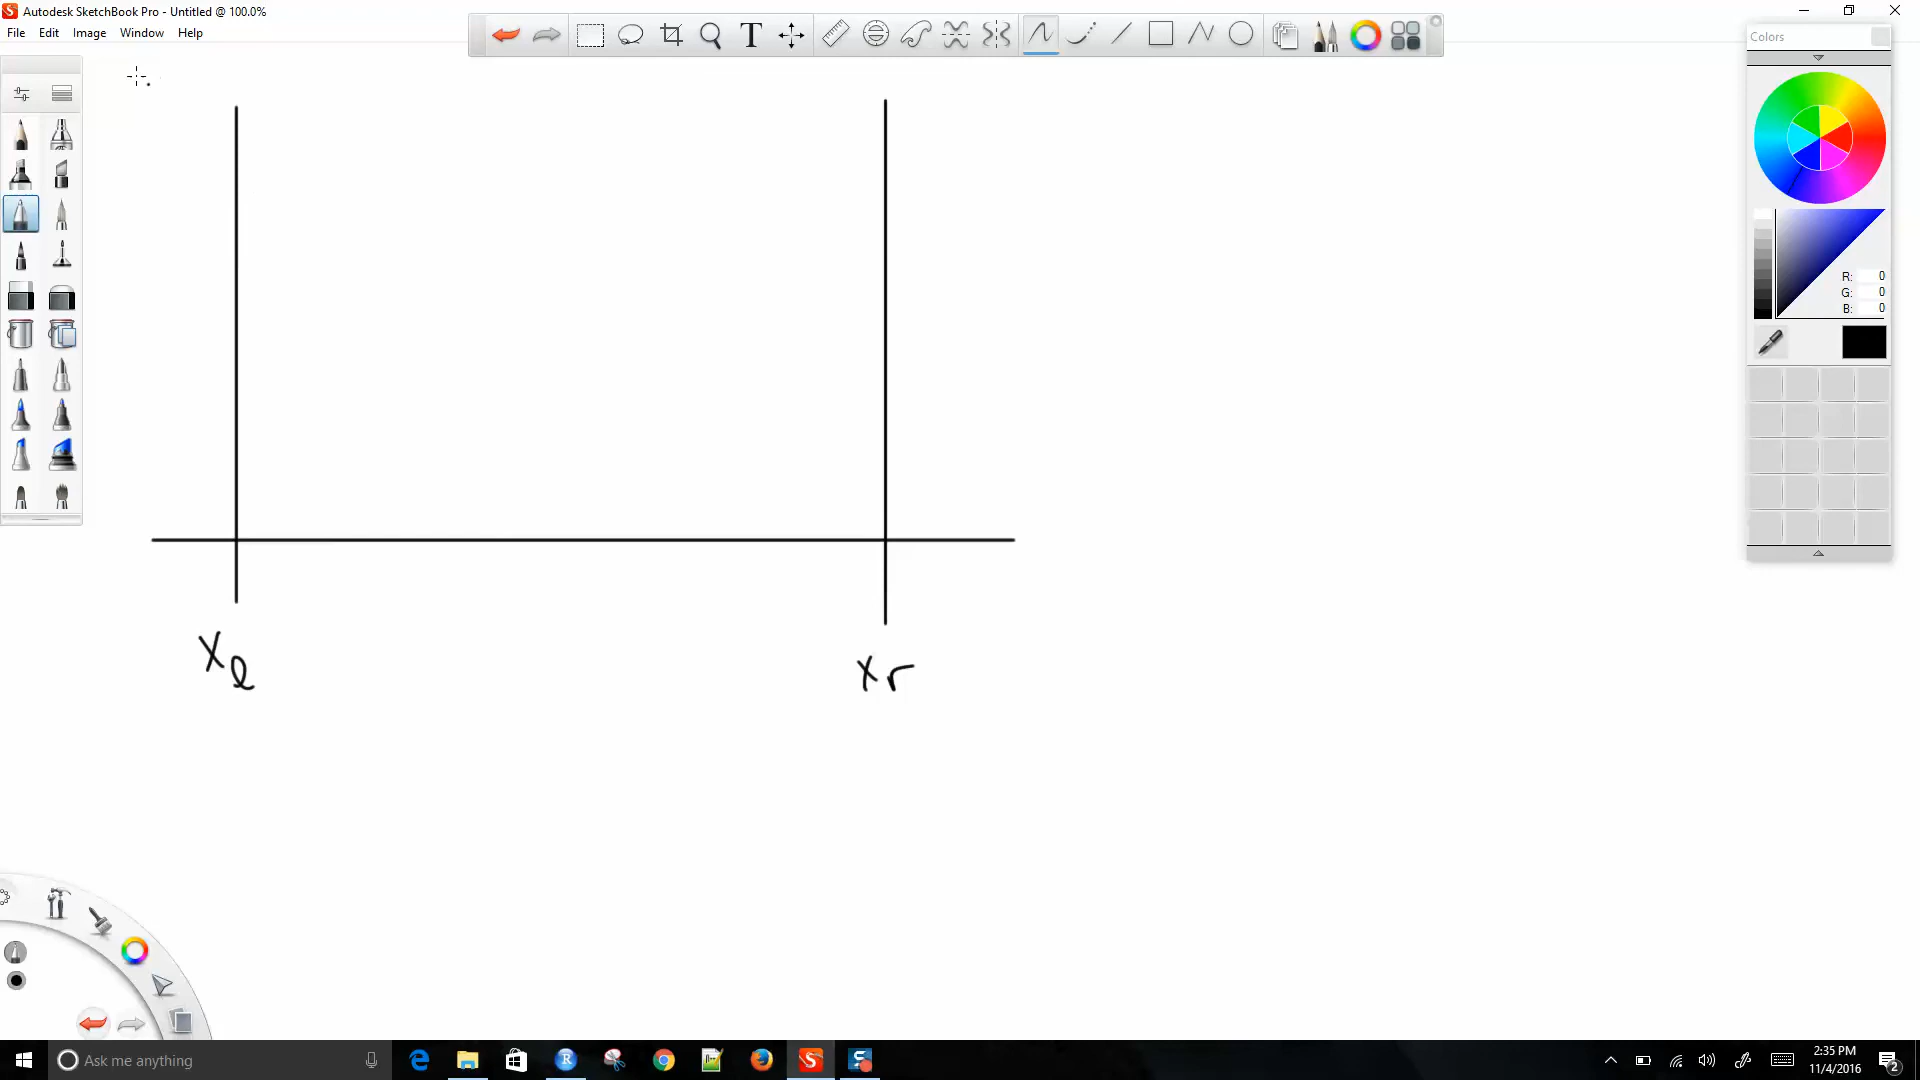 Autodesk SketchBook Pro - Untitled @ 100.0%
File Edit Image Window Help
T
Colors
R: 0
G: 0
B: 0
xℓ
xr
Ask me anything
2:35 PM
11/4/2016
2